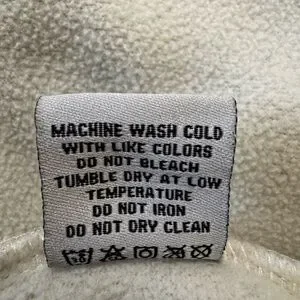 MACHINE WASH COLD
WITH LIKE COLORS
DO NOT BLEACH
TUMBLE DRY AT LOW
TEMPERATURE
DO NOT IRON
DO NOT DRY CLEAN